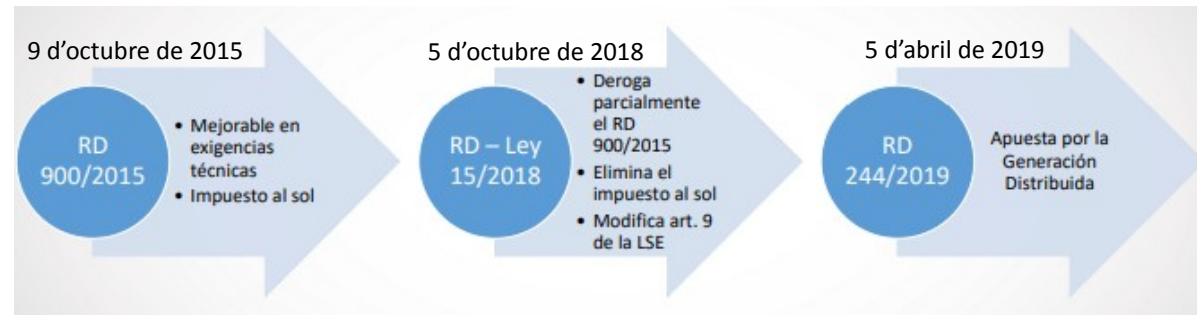 9 d’octubre de 2015
RD
900/2015
• Mejorable en
exigencias
técnicas
• Impuesto al sol
5 d’octubre de 2018
RD – Ley
15/2018
• Deroga
parcialmente
el RD
900/2015
• Elimina el
impuesto al sol
• Modifica art. 9
de la LSE
5 d’abril de 2019
RD
244/2019
Apuesta por la
Generación
Distribuida